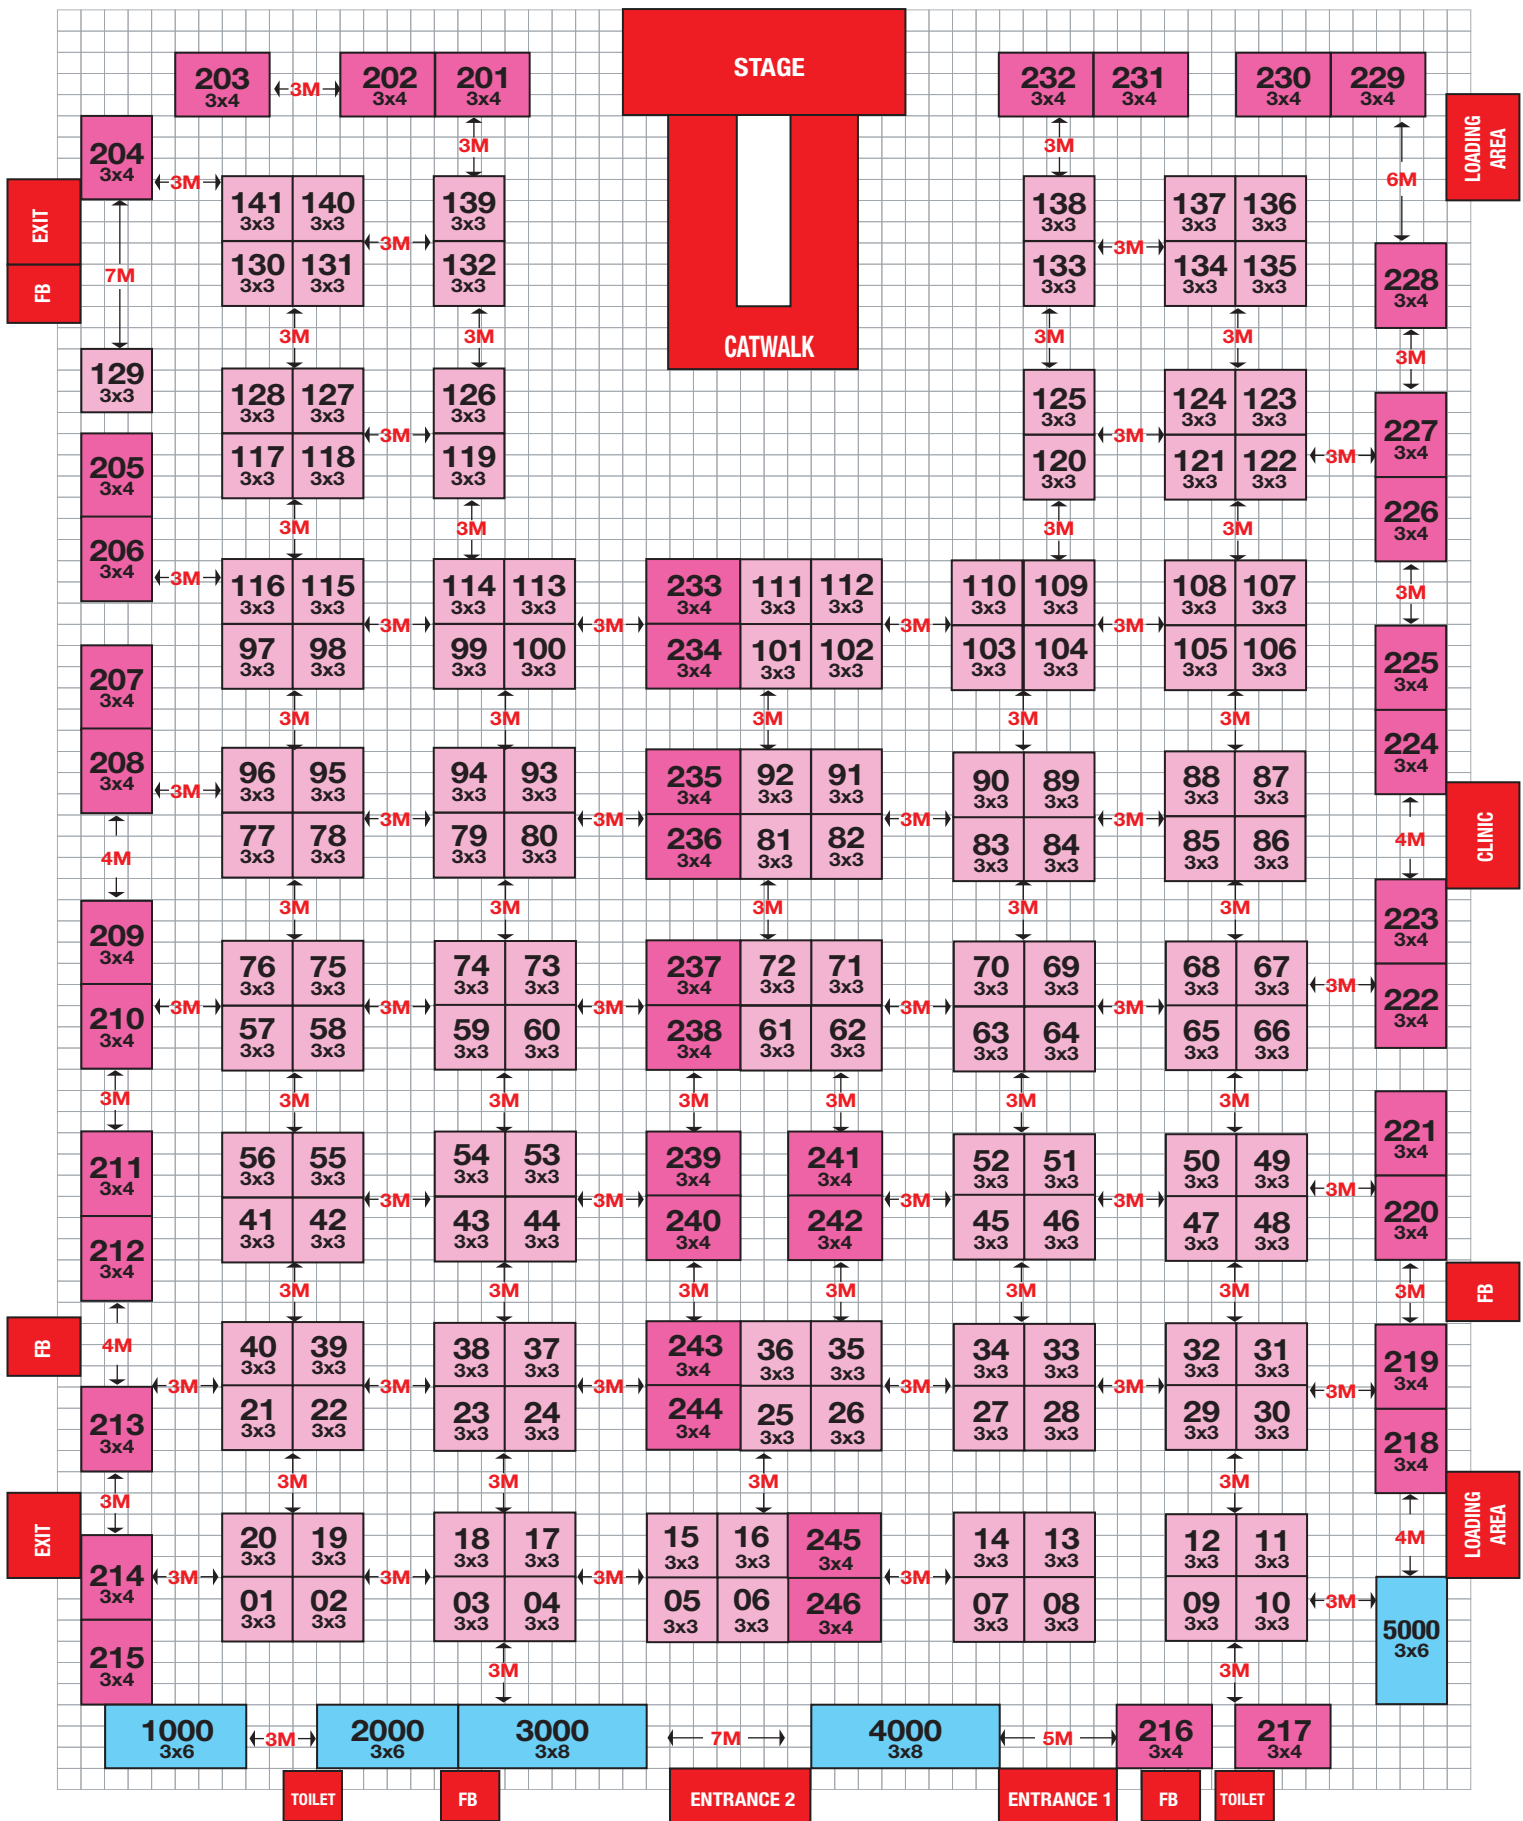 STAGE
203
3x4
3M
202
3x4
201
3x4
232
3x4
231
3x4
230
3x4
229
3x4
LOADING
AREA
204
3x4
3M
3M
3M
6M
EXIT
FB
7M
141
3x3
140
3x3
139
3x3
138
3x3
137
3x3
136
3x3
3M
3M
130
3x3
131
3x3
132
3x3
133
3x3
134
3x3
135
3x3
228
3x4
CATWALK
3M
3M
3M
3M
3M
129
3x3
128
3x3
127
3x3
126
3x3
125
3x3
124
3x3
123
3x3
3M
3M
3M
227
3x4
117
3x3
118
3x3
119
3x3
120
3x3
121
3x3
122
3x3
205
3x4
206
3x4
226
3x4
3M
3M
3M
3M
3M
3M
116
3x3
115
3x3
114
3x3
113
3x3
233
3x4
111
3x3
112
3x3
110
3x3
109
3x3
108
3x3
107
3x3
3M
3M
3M
3M
97
3x3
98
3x3
99
3x3
100
3x3
234
3x4
101
3x3
102
3x3
103
3x3
104
3x3
105
3x3
106
3x3
207
3x4
225
3x4
3M
3M
3M
3M
3M
208
3x4
224
3x4
3M
96
3x3
95
3x3
94
3x3
93
3x3
235
3x4
92
3x3
91
3x3
90
3x3
89
3x3
88
3x3
87
3x3
3M
3M
3M
3M
77
3x3
78
3x3
79
3x3
80
3x3
236
3x4
81
3x3
82
3x3
83
3x3
84
3x3
85
3x3
86
3x3
4M
4M
CLINIC
3M
3M
3M
3M
3M
209
3x4
223
3x4
76
3x3
75
3x3
74
3x3
73
3x3
237
3x4
72
3x3
71
3x3
70
3x3
69
3x3
68
3x3
67
3x3
3M
210
3x4
3M
3M
3M
3M
3M
222
3x4
57
3x3
58
3x3
59
3x3
60
3x3
238
3x4
61
3x3
62
3x3
63
3x3
64
3x3
65
3x3
66
3x3
3M
3M
3M
3M
3M
3M
3M
211
3x4
221
3x4
56
3x3
55
3x3
54
3x3
53
3x3
239
3x4
241
3x4
52
3x3
51
3x3
50
3x3
49
3x3
3M
3M
3M
3M
3M
212
3x4
220
3x4
41
3x3
42
3x3
43
3x3
44
3x3
240
3x4
242
3x4
45
3x3
46
3x3
47
3x3
48
3x3
3M
3M
3M
3M
3M
3M
3M
FB
FB
4M
40
3x3
39
3x3
38
3x3
37
3x3
243
3x4
36
3x3
35
3x3
34
3x3
33
3x3
32
3x3
31
3x3
219
3x4
3M
3M
3M
3M
3M
3M
213
3x4
21
3x3
22
3x3
23
3x3
24
3x3
244
3x4
25
3x3
26
3x3
27
3x3
28
3x3
29
3x3
30
3x3
218
3x4
3M
3M
3M
3M
3M
EXIT
LOADING
AREA
4M
20
3x3
19
3x3
18
3x3
17
3x3
15
3x3
16
3x3
245
3x4
14
3x3
13
3x3
12
3x3
11
3x3
214
3x4
3M
3M
3M
3M
3M
01
3x3
02
3x3
03
3x3
04
3x3
05
3x3
06
3x3
246
3x4
07
3x3
08
3x3
09
3x3
10
3x3
5000
3x6
215
3x4
3M
3M
1000
3x6
3M
2000
3x6
3000
3x8
7M
4000
3x8
5M
216
3x4
217
3x4
TOILET
FB
ENTRANCE 2
ENTRANCE 1
FB
TOILET